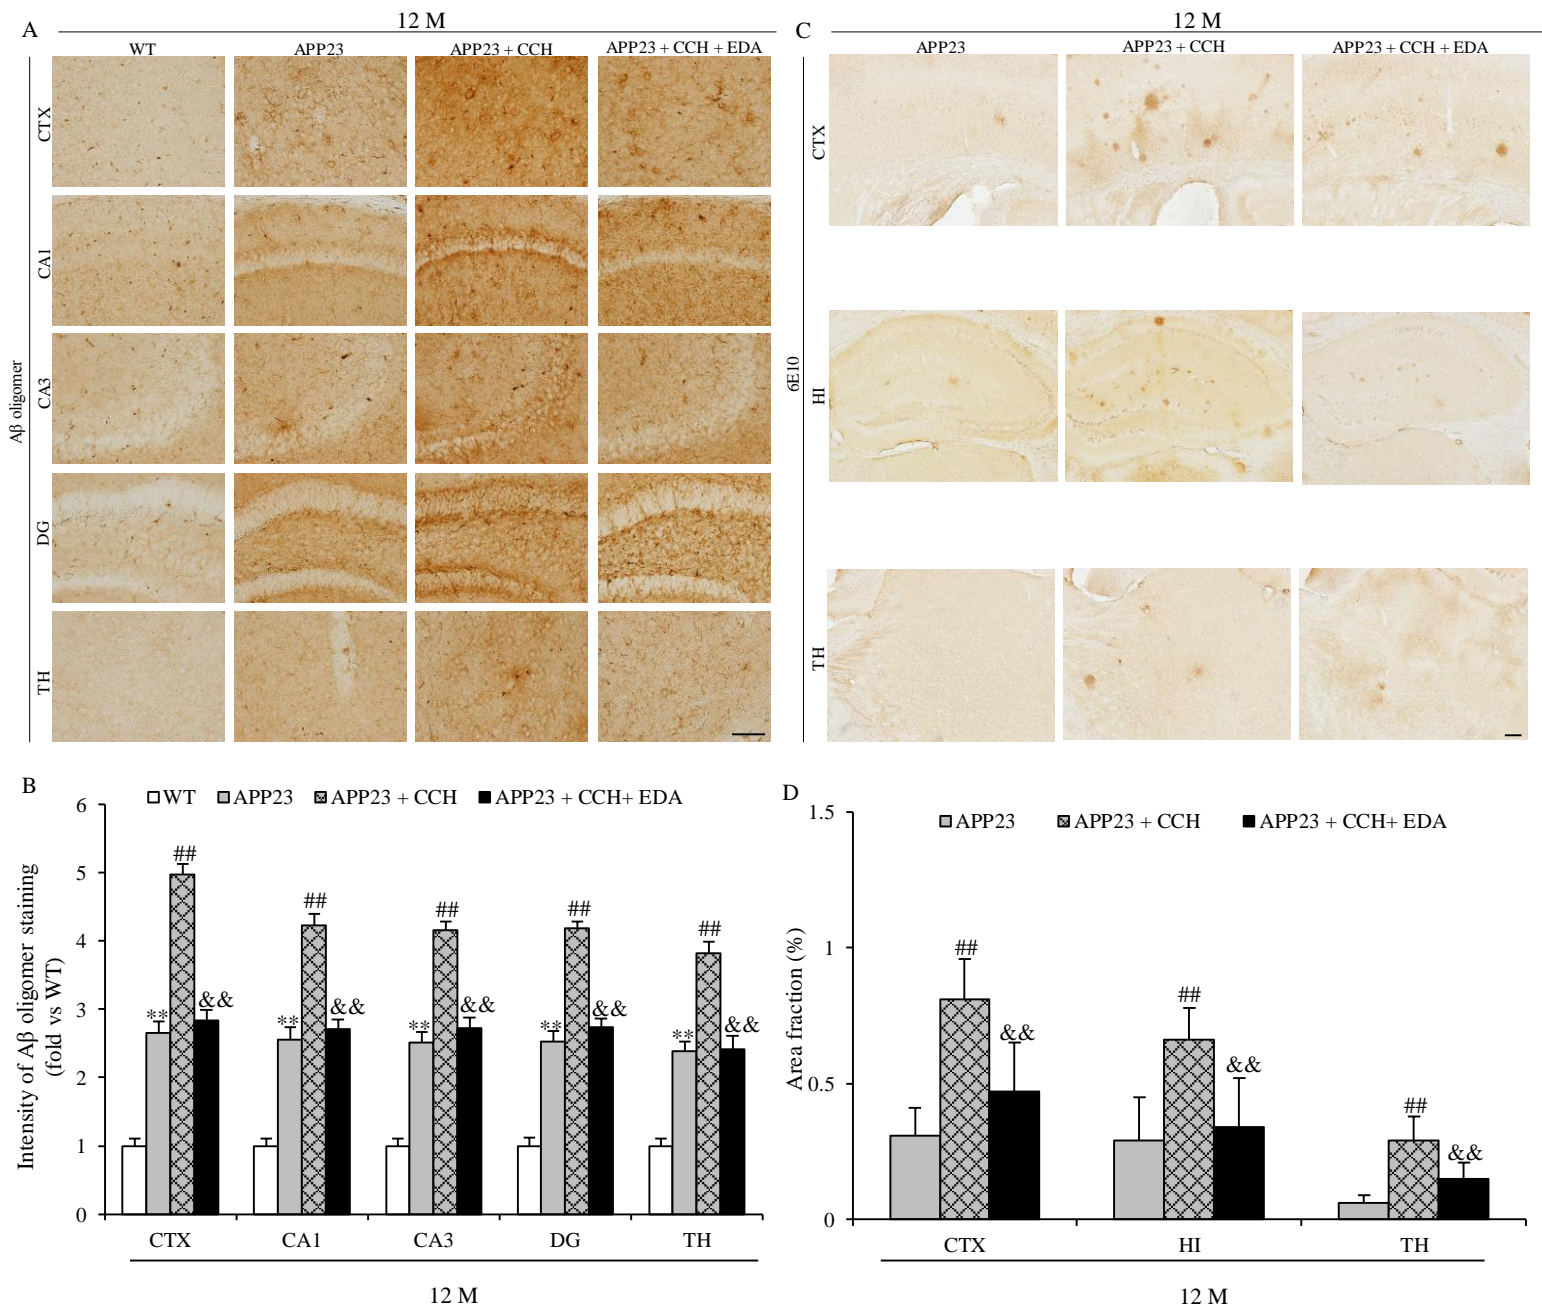 A
12 M
WT
APP23
APP23 + CCH
APP23 + CCH + EDA
Aβ oligomer
CTX
CA1
CA3
DG
TH
C
12 M
APP23
APP23 + CCH
APP23 + CCH + EDA
6E10
CTX
HI
TH
B
WT
APP23
APP23 + CCH
APP23 + CCH+ EDA
Intensity of Aβ oligomer staining
(fold vs WT)
6
5
4
3
2
1
0
**
##
&&
**
##
&&
**
##
&&
**
##
&&
**
##
&&
CTX
CA1
CA3
DG
TH
12 M
D
APP23
APP23 + CCH
APP23 + CCH+ EDA
Area fraction (%)
1.5
1
0.5
0
##
&&
##
&&
##
&&
CTX
HI
TH
12 M